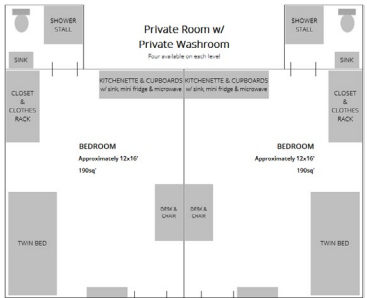 SHOWER
STALL
SINK
Private Room w/
Private Washroom
Four available on each level
SHOWER
STALL
SINK
CLOSET
&
CLOTHES
RACK
KITCHENETTE & CUPBOARDS
w/ sink, mini fridge & microwave
KITCHENETTE & CUPBOARDS
w/ sink, mini fridge & microwave
CLOSET
&
CLOTHES
RACK
BEDROOM
Approximately 12x16'
190sq'
BEDROOM
Approximately 12x16'
190sq'
DESK &
CHAIR
DESK &
CHAIR
TWIN BED
TWIN BED